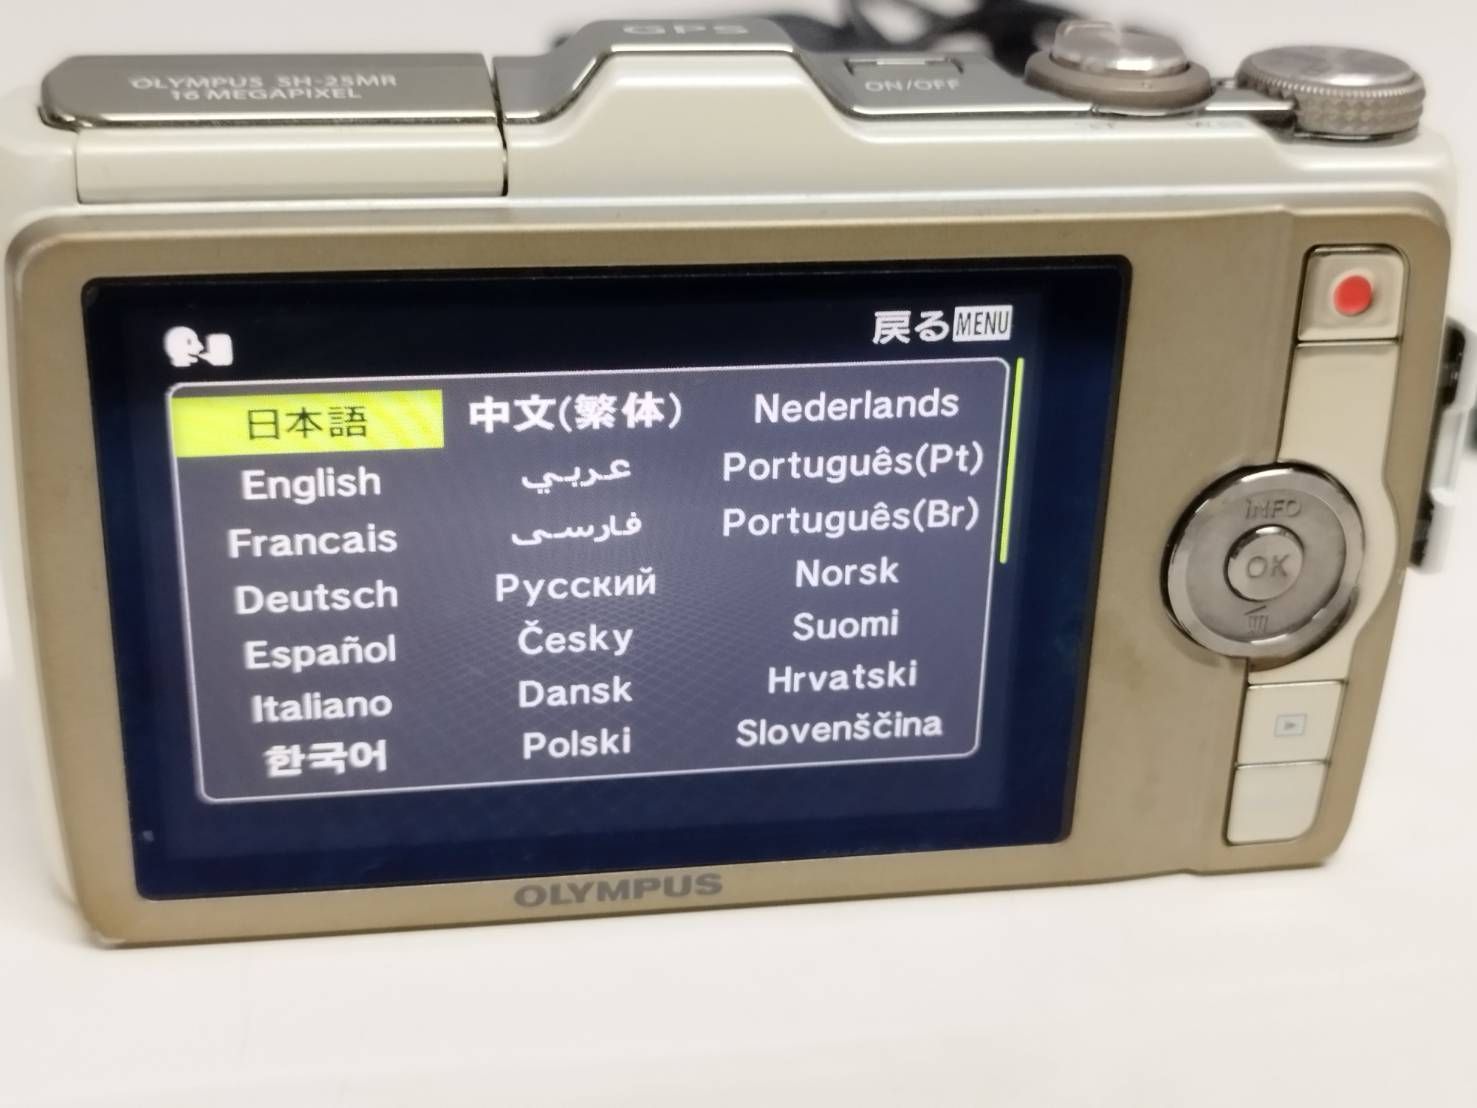 GPS
OLYMPUS SH-25MR
16 MEGAPIXEL
ON/OFF
戻る MENU
日本語
English
Francais
Deutsch
Español
Italiano
한국어
中文(繁体)
عربي
فارسی
Русский
Česky
Dansk
Polski
Nederlands
Português(Pt)
Português(Br)
Norsk
Suomi
Hrvatski
Slovenščina
INFO
OK
OLYMPUS